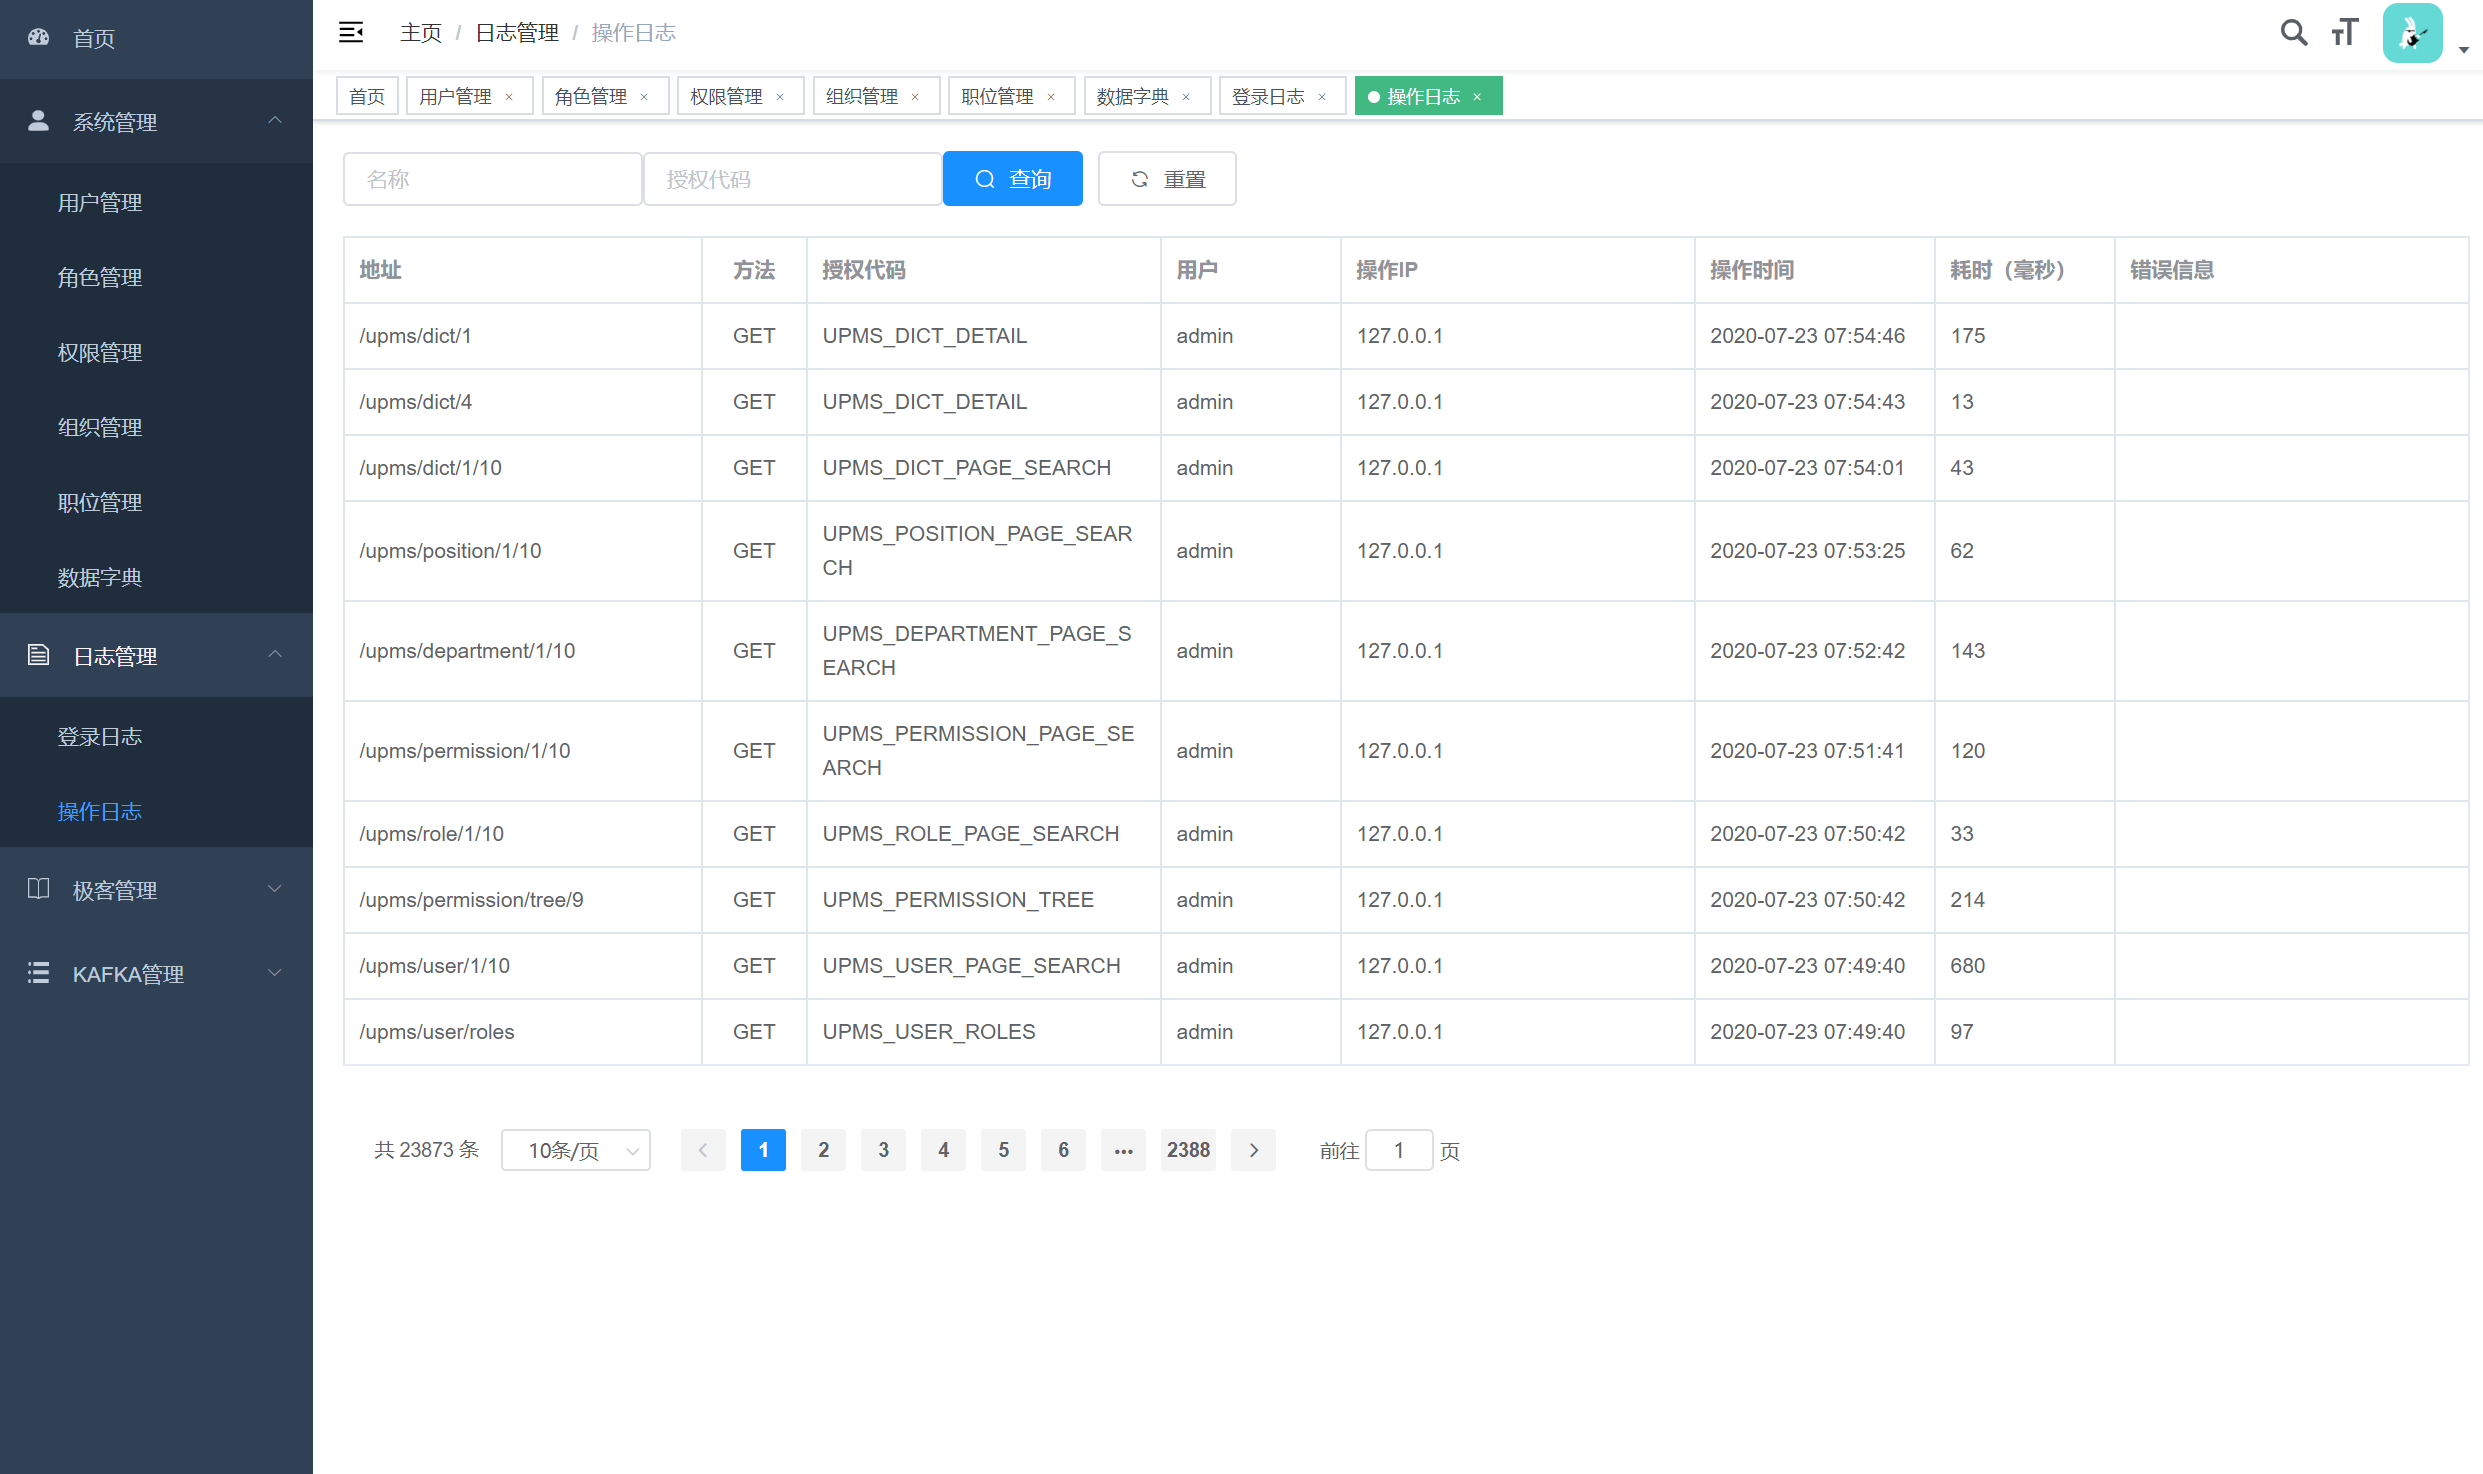 首页
系统管理
用户管理
角色管理
权限管理
组织管理
职位管理
数据字典
日志管理
登录日志
操作日志
极客管理
KAFKA管理
主页 / 日志管理 / 操作日志
首页 用户管理 × 角色管理 × 权限管理 × 组织管理 × 职位管理 × 数据字典 × 登录日志 × 操作日志 ×
名称 授权代码 查询 重置
地址 方法 授权代码 用户 操作IP 操作时间 耗时（毫秒） 错误信息
/upms/dict/1 GET UPMS_DICT_DETAIL admin 127.0.0.1 2020-07-23 07:54:46 175
/upms/dict/4 GET UPMS_DICT_DETAIL admin 127.0.0.1 2020-07-23 07:54:43 13
/upms/dict/1/10 GET UPMS_DICT_PAGE_SEARCH admin 127.0.0.1 2020-07-23 07:54:01 43
/upms/position/1/10 GET UPMS_POSITION_PAGE_SEAR admin 127.0.0.1 2020-07-23 07:53:25 62
CH
/upms/department/1/10 GET UPMS_DEPARTMENT_PAGE_S admin 127.0.0.1 2020-07-23 07:52:42 143
EARCH
/upms/permission/1/10 GET UPMS_PERMISSION_PAGE_SE admin 127.0.0.1 2020-07-23 07:51:41 120
ARCH
/upms/role/1/10 GET UPMS_ROLE_PAGE_SEARCH admin 127.0.0.1 2020-07-23 07:50:42 33
/upms/permission/tree/9 GET UPMS_PERMISSION_TREE admin 127.0.0.1 2020-07-23 07:50:42 214
/upms/user/1/10 GET UPMS_USER_PAGE_SEARCH admin 127.0.0.1 2020-07-23 07:49:40 680
/upms/user/roles GET UPMS_USER_ROLES admin 127.0.0.1 2020-07-23 07:49:40 97
共 23873 条 10条/页 1 2 3 4 5 6 ••• 2388 前往 1 页